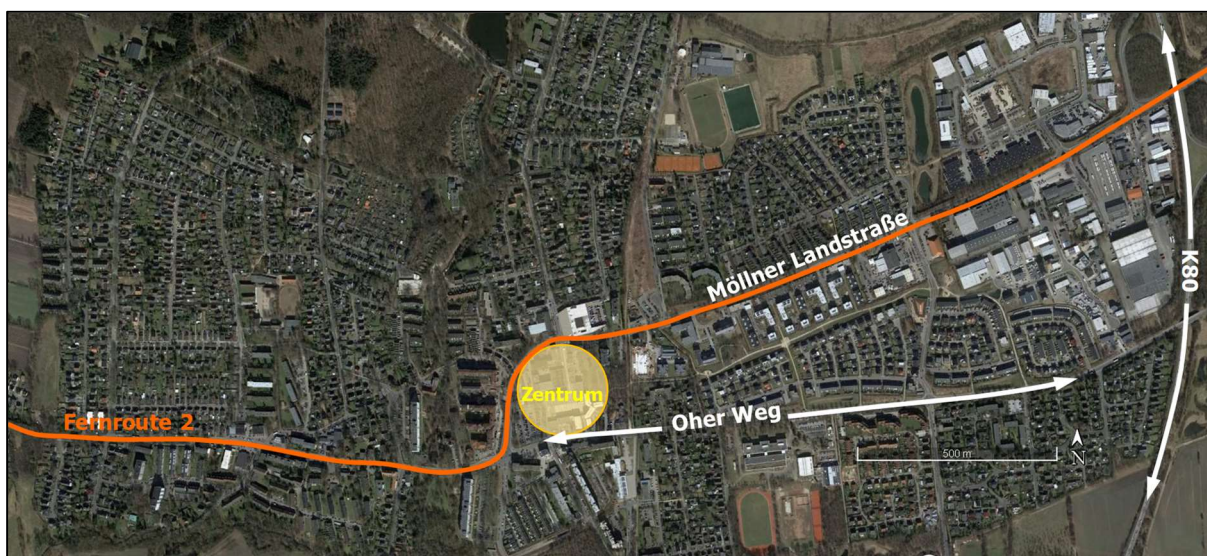 K80
Möllner Landstraße
Zentrum
Fernroute 2
Oher Weg
500 m
N